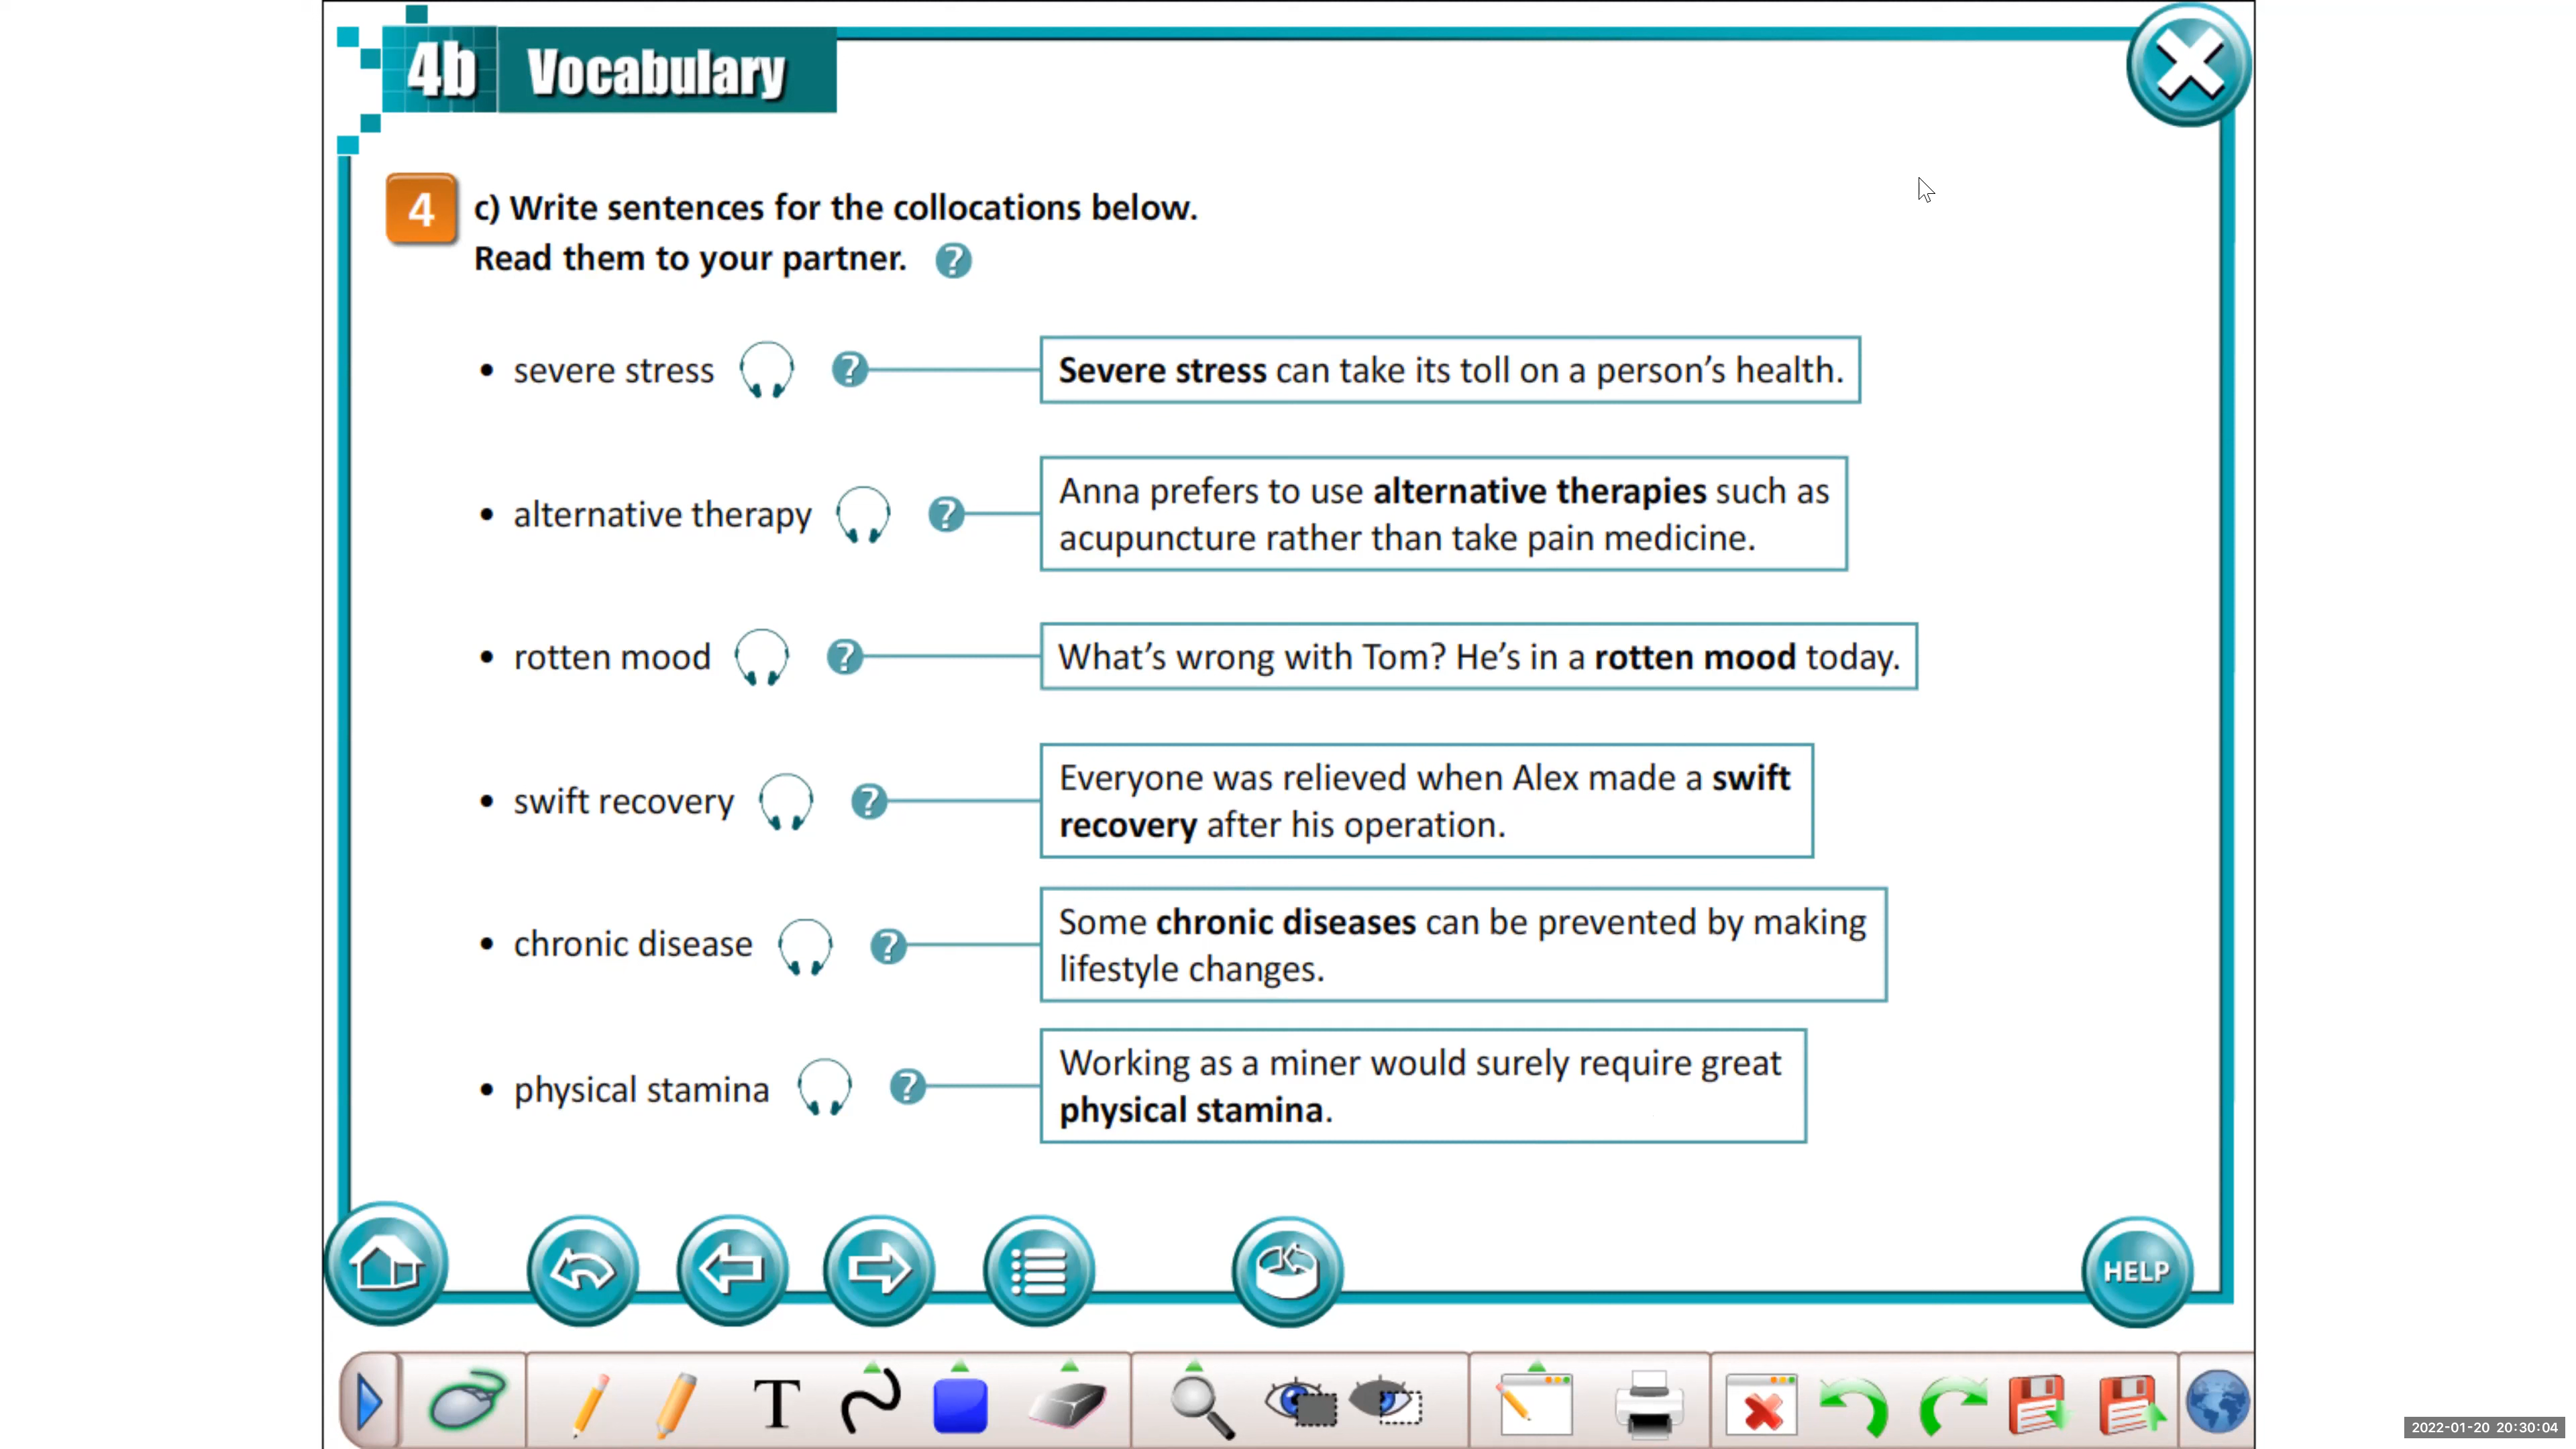 4b Vocabulary
4 c) Write sentences for the collocations below.
Read them to your partner. ?
• severe stress ? Severe stress can take its toll on a person's health.
• alternative therapy ? Anna prefers to use alternative therapies such as
acupuncture rather than take pain medicine.
• rotten mood ? What's wrong with Tom? He's in a rotten mood today.
• swift recovery ? Everyone was relieved when Alex made a swift
recovery after his operation.
• chronic disease ? Some chronic diseases can be prevented by making
lifestyle changes.
• physical stamina ? Working as a miner would surely require great
physical stamina.
HELP
T
2022-01-20 20:30:04